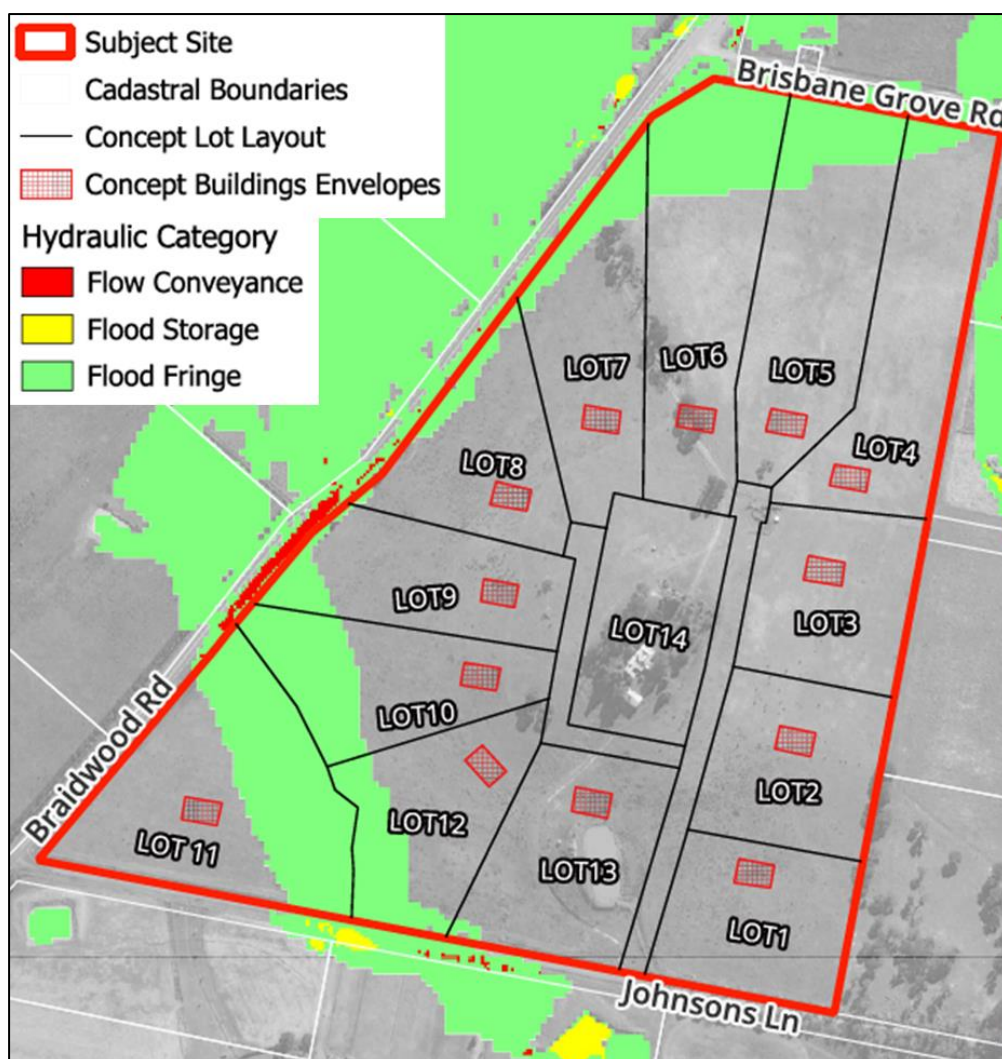 Subject Site
Cadastral Boundaries
Concept Lot Layout
Concept Buildings Envelopes
Hydraulic Category
Flow Conveyance
Flood Storage
Flood Fringe
Brisbane Grove Rd
LOT7
LOT6
LOT5
LOT4
LOT8
LOT9
LOT14
LOT3
LOT10
LOT2
LOT 11
LOT12
LOT13
LOT1
Braidwood Rd
Johnsons Ln